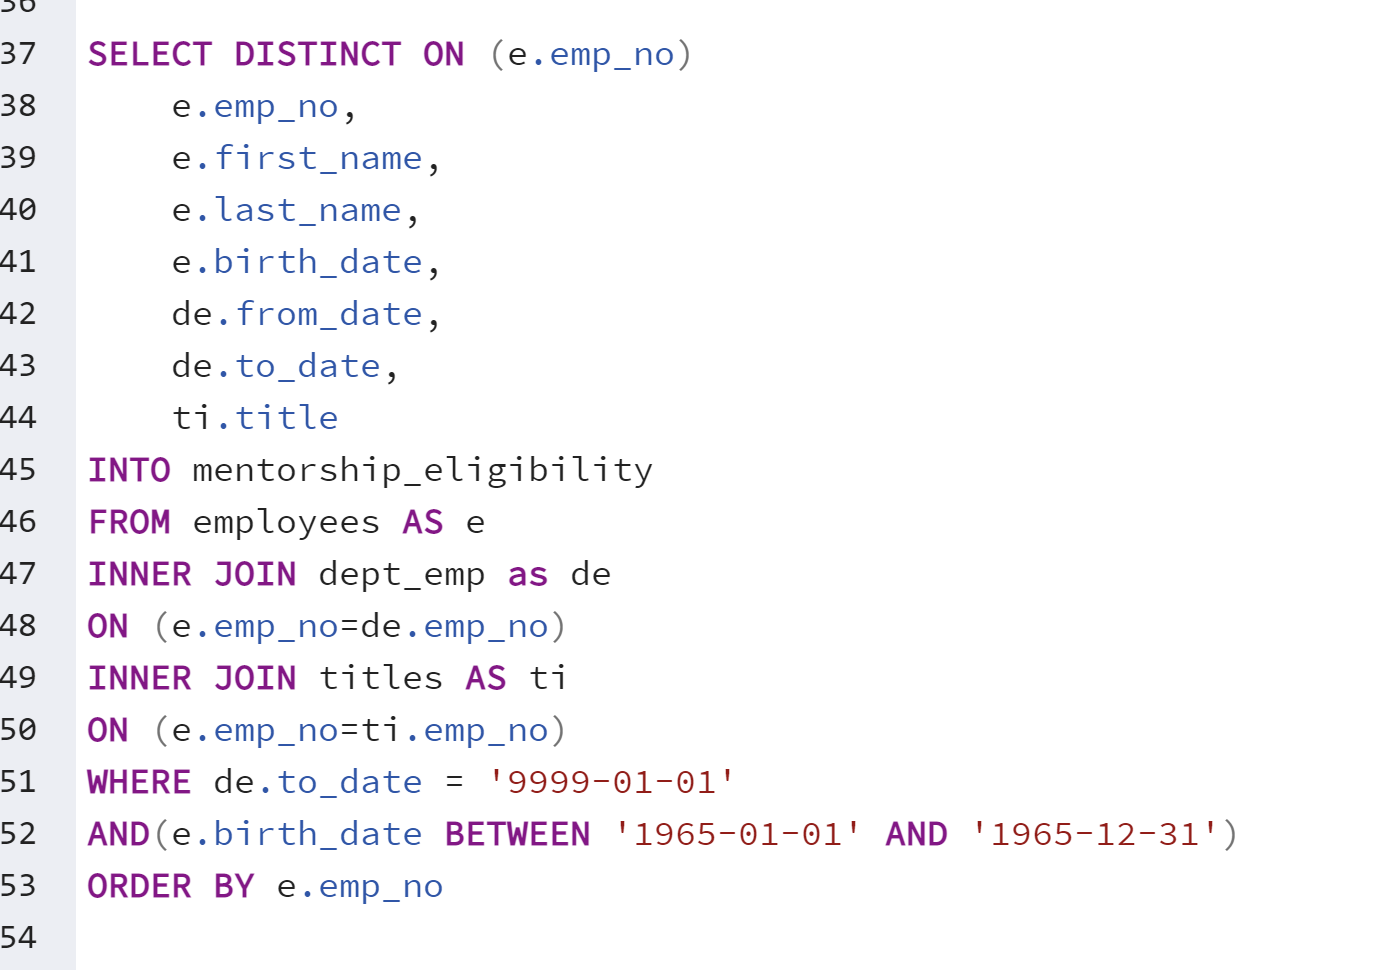 36
37 SELECT DISTINCT ON (e.emp_no)
38     e.emp_no,
39     e.first_name,
40     e.last_name,
41     e.birth_date,
42     de.from_date,
43     de.to_date,
44     ti.title
45 INTO mentorship_eligibility
46 FROM employees AS e
47 INNER JOIN dept_emp as de
48 ON (e.emp_no=de.emp_no)
49 INNER JOIN titles AS ti
50 ON (e.emp_no=ti.emp_no)
51 WHERE de.to_date = '9999-01-01'
52 AND(e.birth_date BETWEEN '1965-01-01' AND '1965-12-31')
53 ORDER BY e.emp_no
54